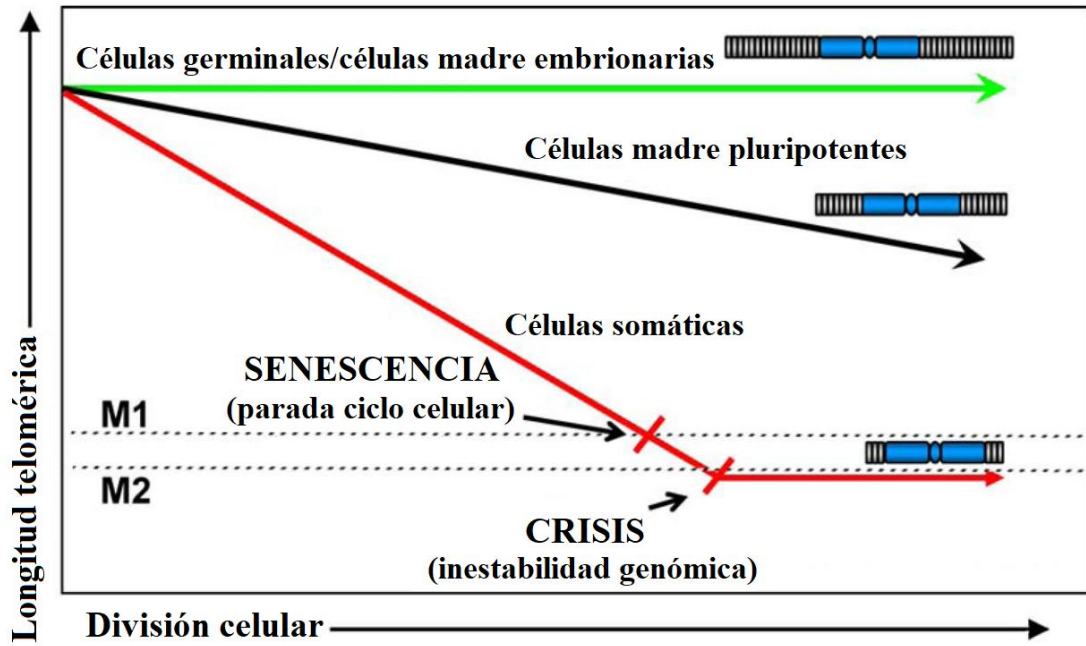 Células germinales/células madre embrionarias
Células madre pluripotentes
Células somáticas
SENESCENCIA
(parada ciclo celular)
M1
M2
CRISIS
(inestabilidad genómica)
Longitud telomérica
División celular